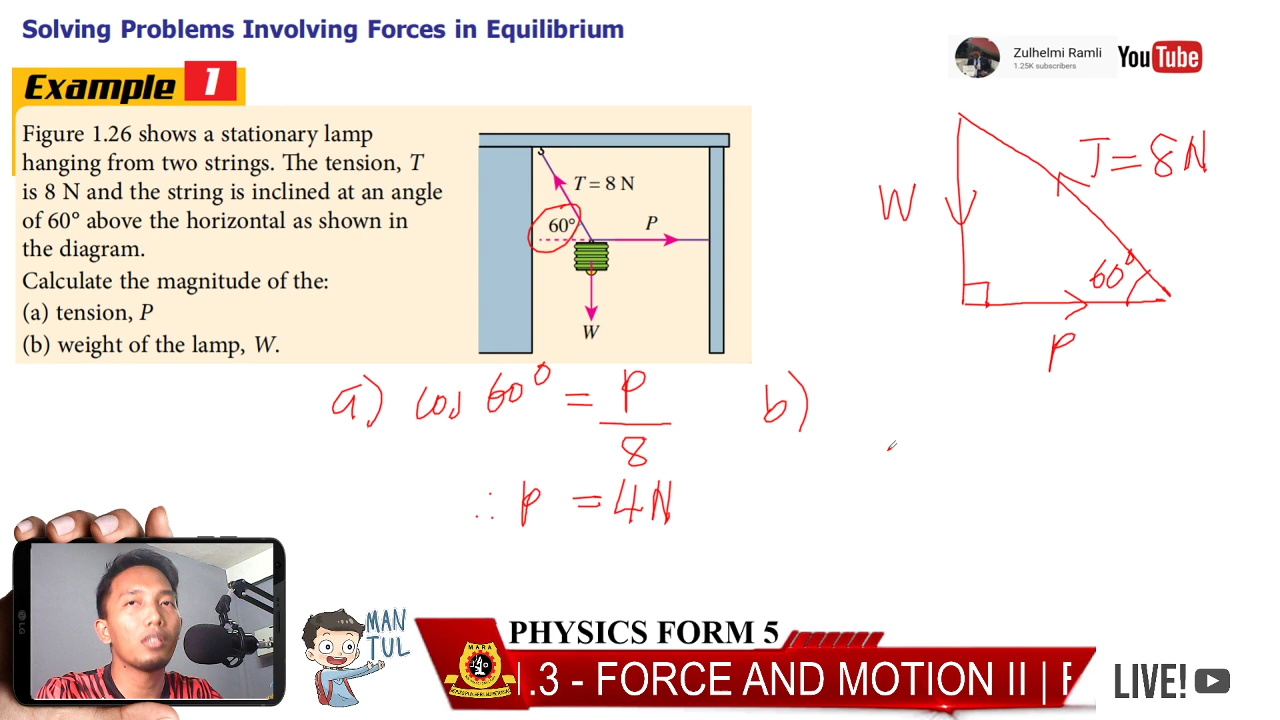 Solving Problems Involving Forces in Equilibrium
Zulhelmi Ramli
1.25K subscribers
YouTube
Example 1
Figure 1.26 shows a stationary lamp
hanging from two strings. The tension, T
is 8 N and the string is inclined at an angle
of 60° above the horizontal as shown in
the diagram.
Calculate the magnitude of the:
(a) tension, P
(b) weight of the lamp, W.
T = 8 N
60°
P
W
T = 8N
W
60°
P
a) cos 60° = P
8
∴ P = 4N
b)
LG
MAN
TUL
MARA
PHYSICS FORM 5
1.3 - FORCE AND MOTION II | F
LIVE!